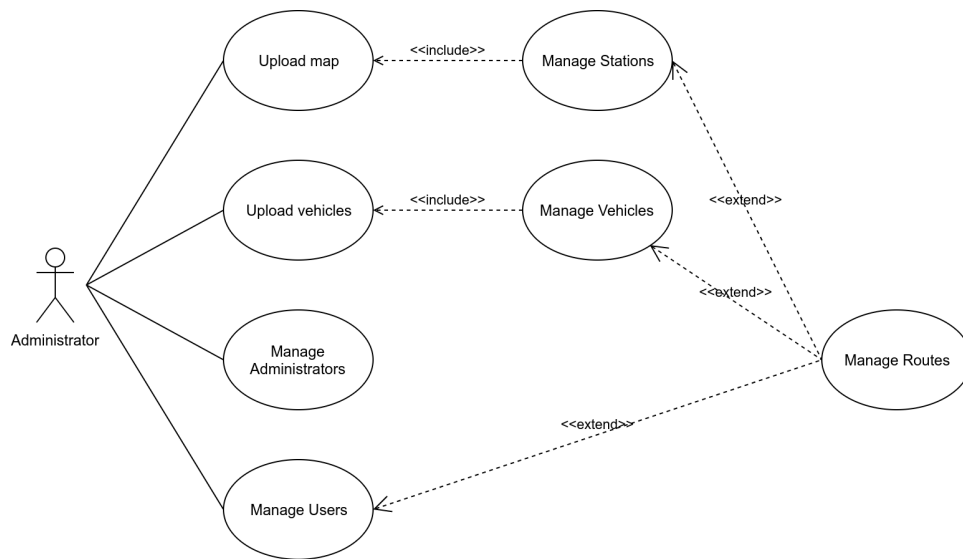 Upload map
<<include>>
Manage Stations
Upload vehicles
<<include>>
Manage Vehicles
<<extend>>
<<extend>>
Administrator
Manage
Administrators
Manage Routes
<<extend>>
Manage Users